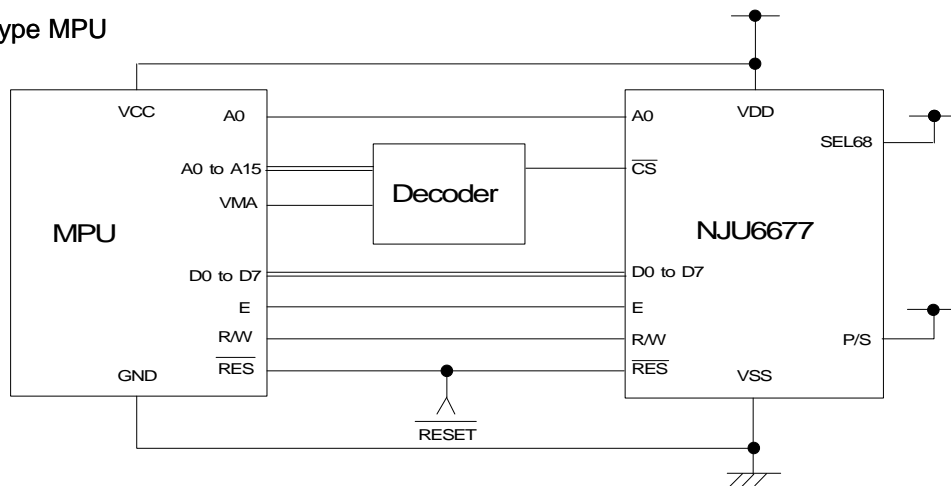 ype MPU
VCC
A0
A0 to A15
VMA
MPU
D0 to D7
E
R/W
RES
GND
Decoder
RESET
A0
VDD
SEL68
CS
NJU6677
D0 to D7
E
R/W
P/S
RES
VSS